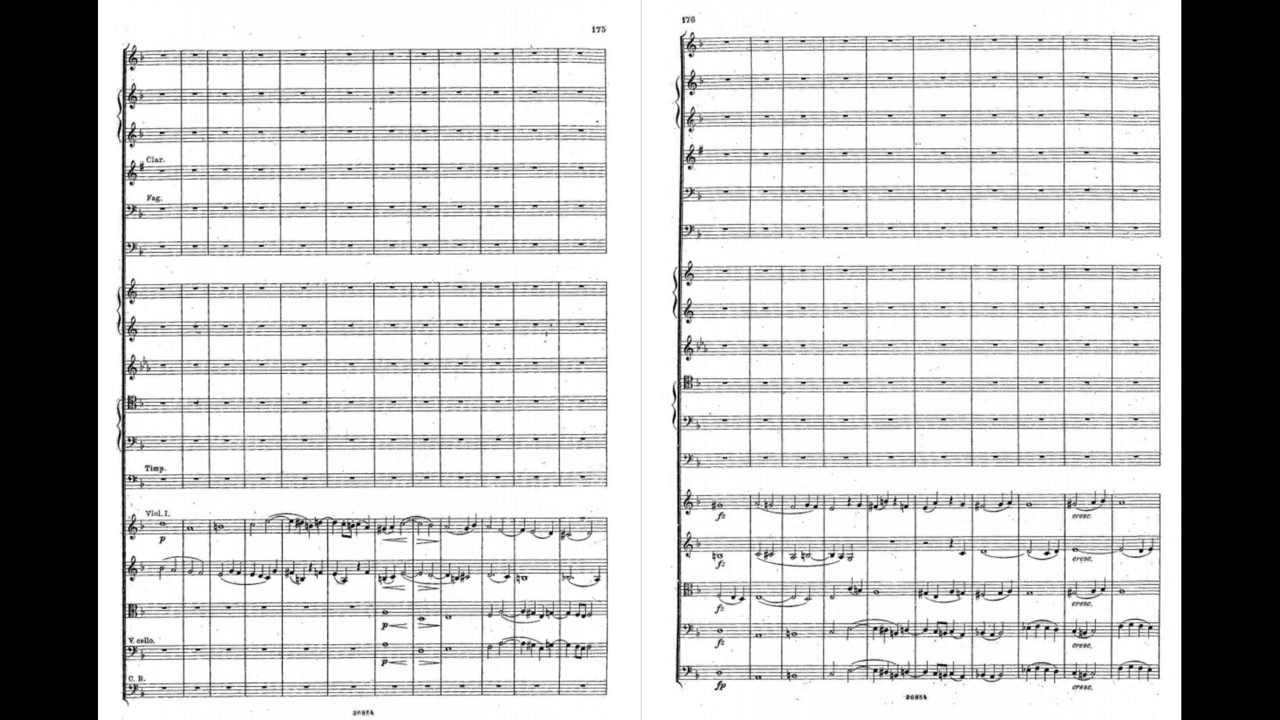 175
Clar.
Fag.
Timp.
Viol. I.
p
p
p
V. cello.
p
C. B.
26854
176
fz
cresc.
fz
cresc.
fz
cresc.
fz
cresc.
fp
cresc.
26854